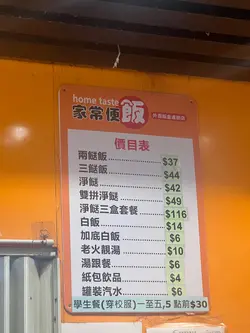 home taste
家常便飯
價目表
兩餸飯..............$37
三餸飯..............$44
淨餸..................$42
雙拼淨餸..........$49
淨餸三盒套餐....$116
白飯..................$14
加底白飯..........$6
老火靚湯..........$10
湯跟餐..............$6
紙包飲品..........$4
罐裝汽水..........$6
學生餐(穿校服)一至五,5點前$30